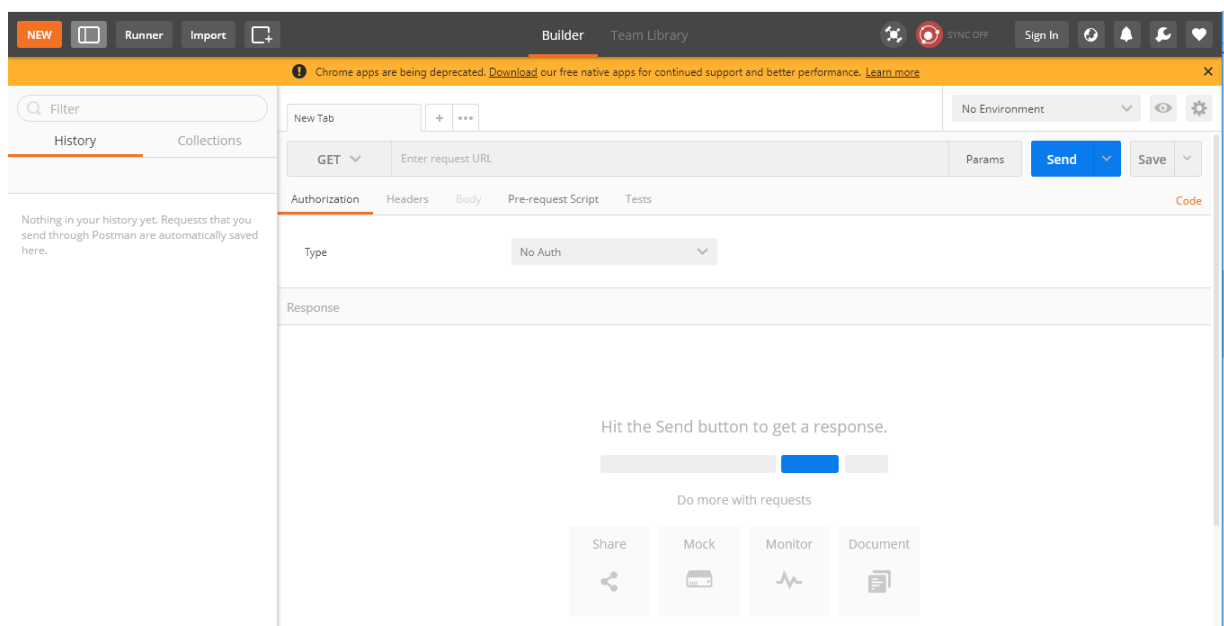 NEW Runner Import Builder Team Library SYNC OFF Sign In
Chrome apps are being deprecated. Download our free native apps for continued support and better performance. Learn more
Filter
History Collections
Nothing in your history yet. Requests that you
send through Postman are automatically saved
here.
New Tab
No Environment
GET Enter request URL Params Send Save
Authorization Headers Body Pre-request Script Tests Code
Type No Auth
Response
Hit the Send button to get a response.
Do more with requests
Share Mock Monitor Document